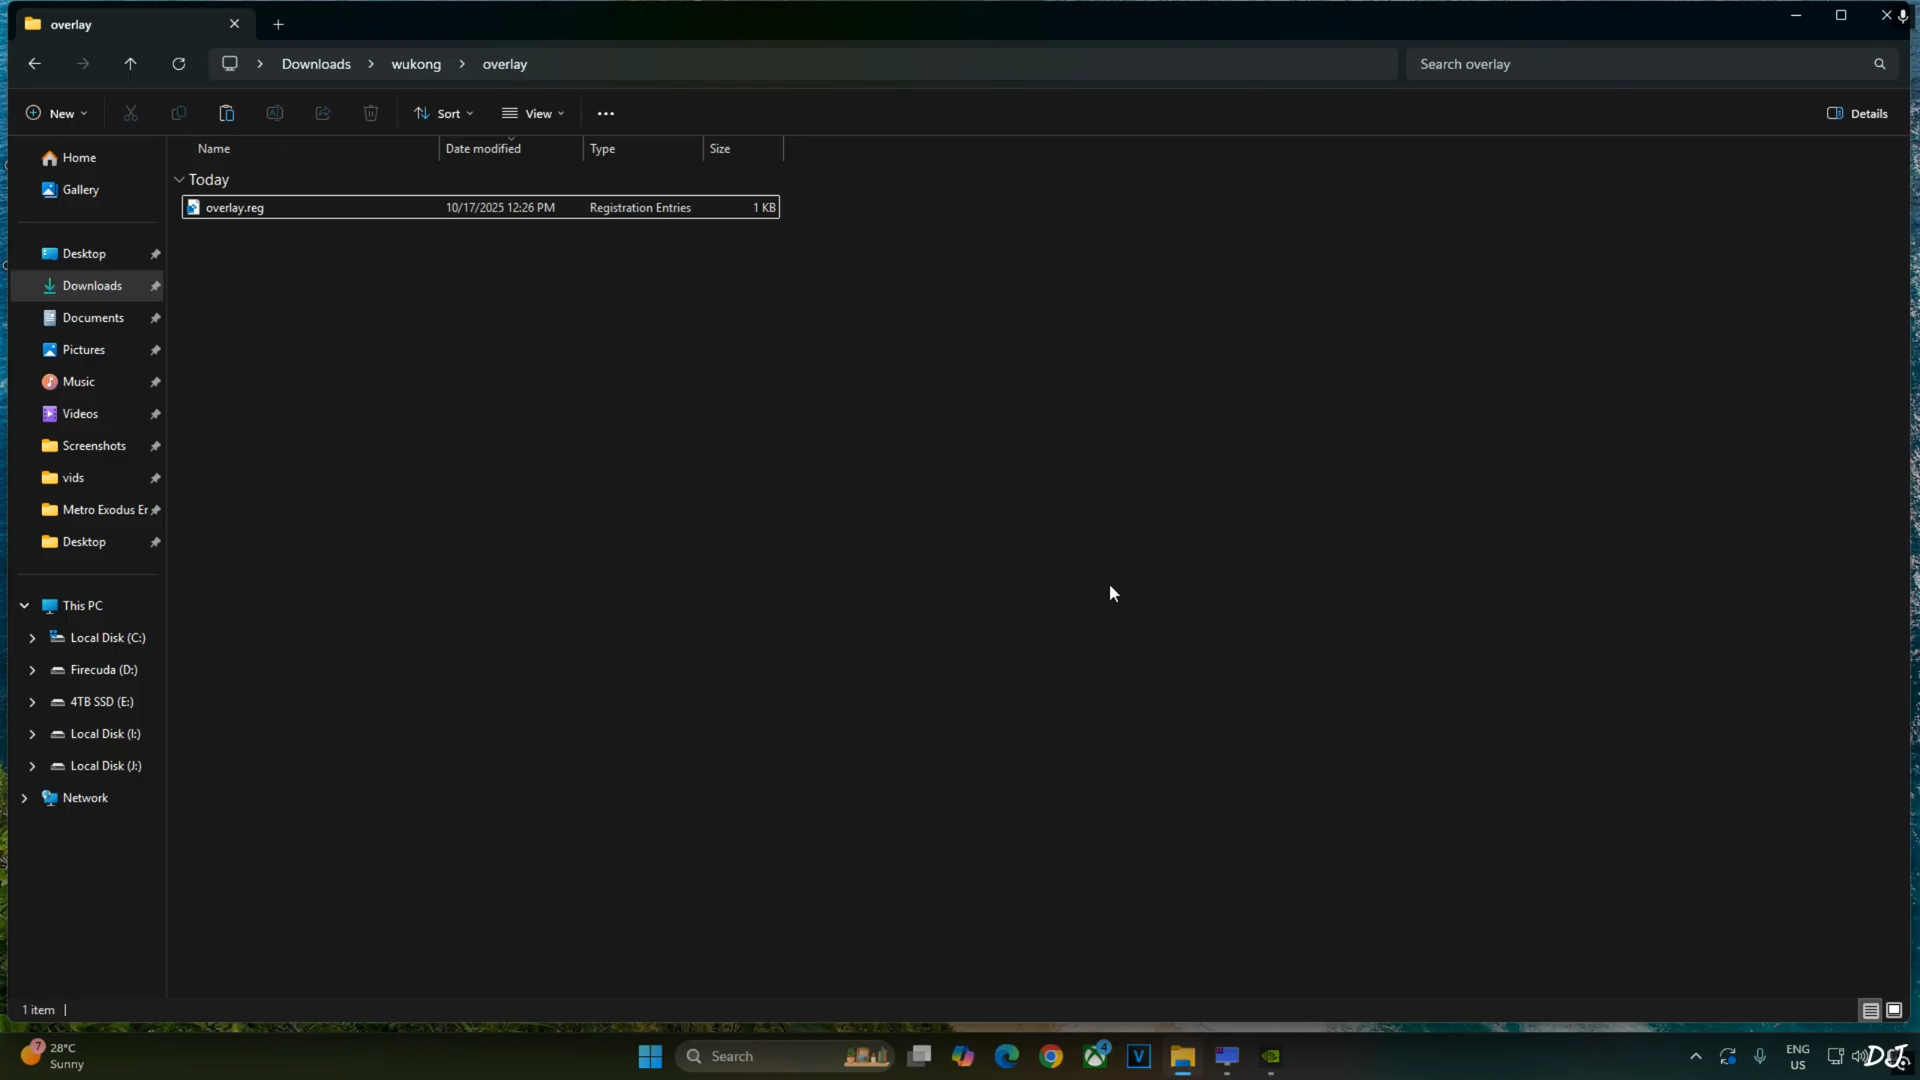 overlay
Downloads > wukong > overlay
Search overlay
New
Sort
View
Details
Name
Date modified
Type
Size
Today
overlay.reg
10/17/2025 12:26 PM
Registration Entries
1 KB
Home
Gallery
Desktop
Downloads
Documents
Pictures
Music
Videos
Screenshots
vids
Metro Exodus Er
Desktop
This PC
Local Disk (C:)
Firecuda (D:)
4TB SSD (E:)
Local Disk (I:)
Local Disk (J:)
Network
1 item
7
28°C
Sunny
Search
4
V
ENG
US